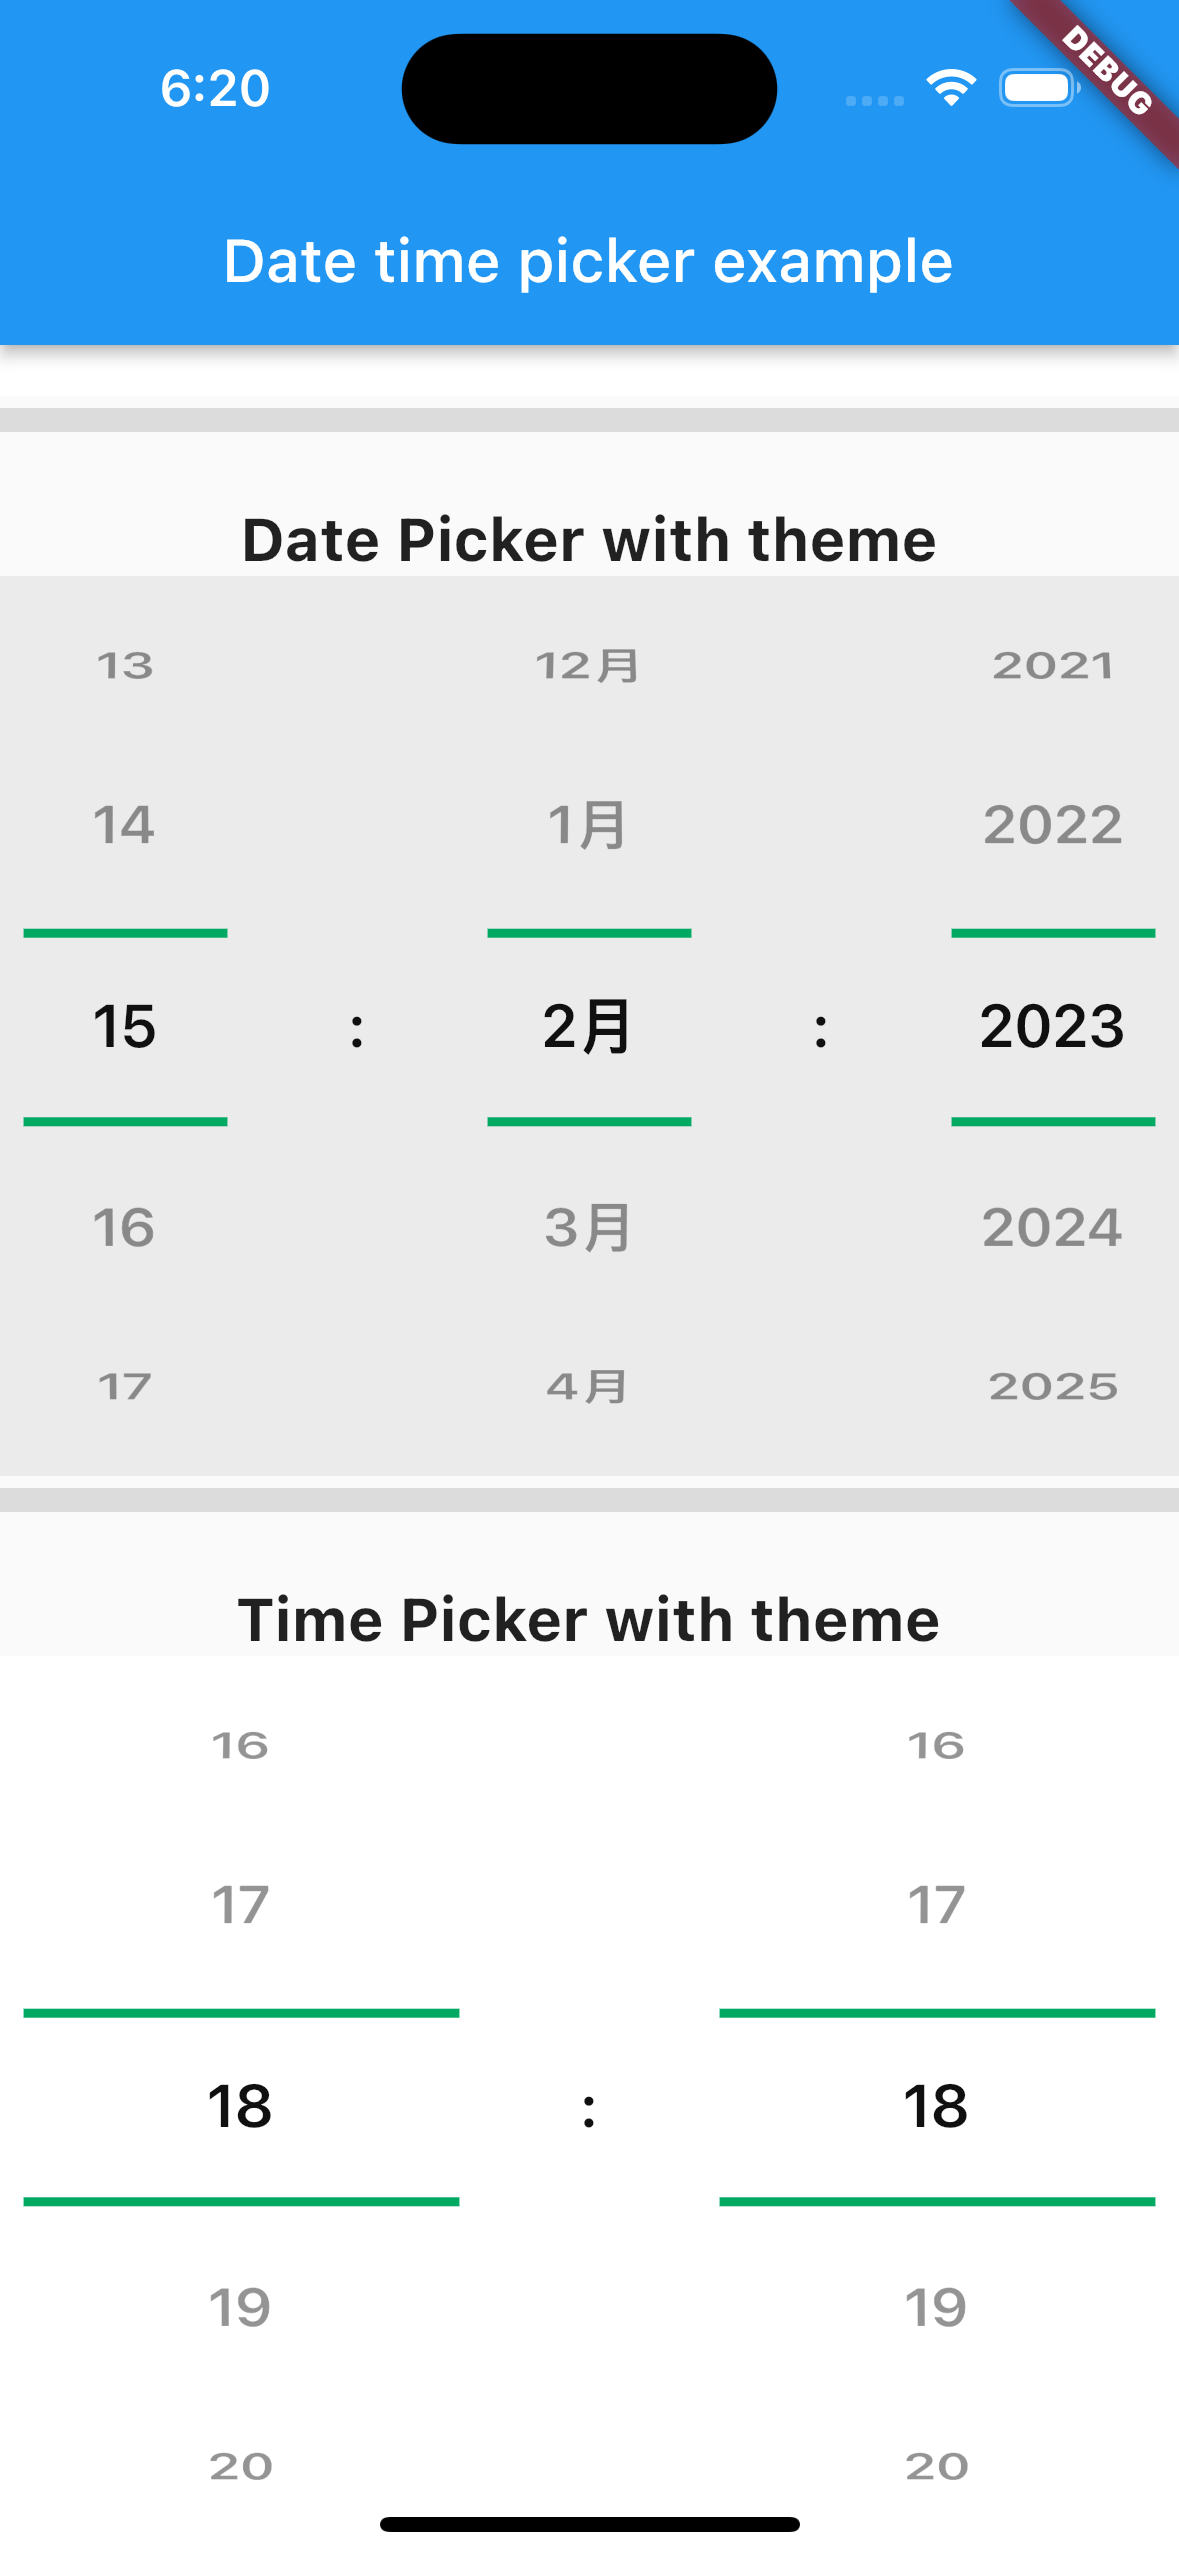 6:20
DEBUG
Date time picker example
Date Picker with theme
13 12月 2021
14 1月 2022
15 : 2月 : 2023
16 3月 2024
17 4月 2025
Time Picker with theme
16 16
17 17
18 : 18
19 19
20 20